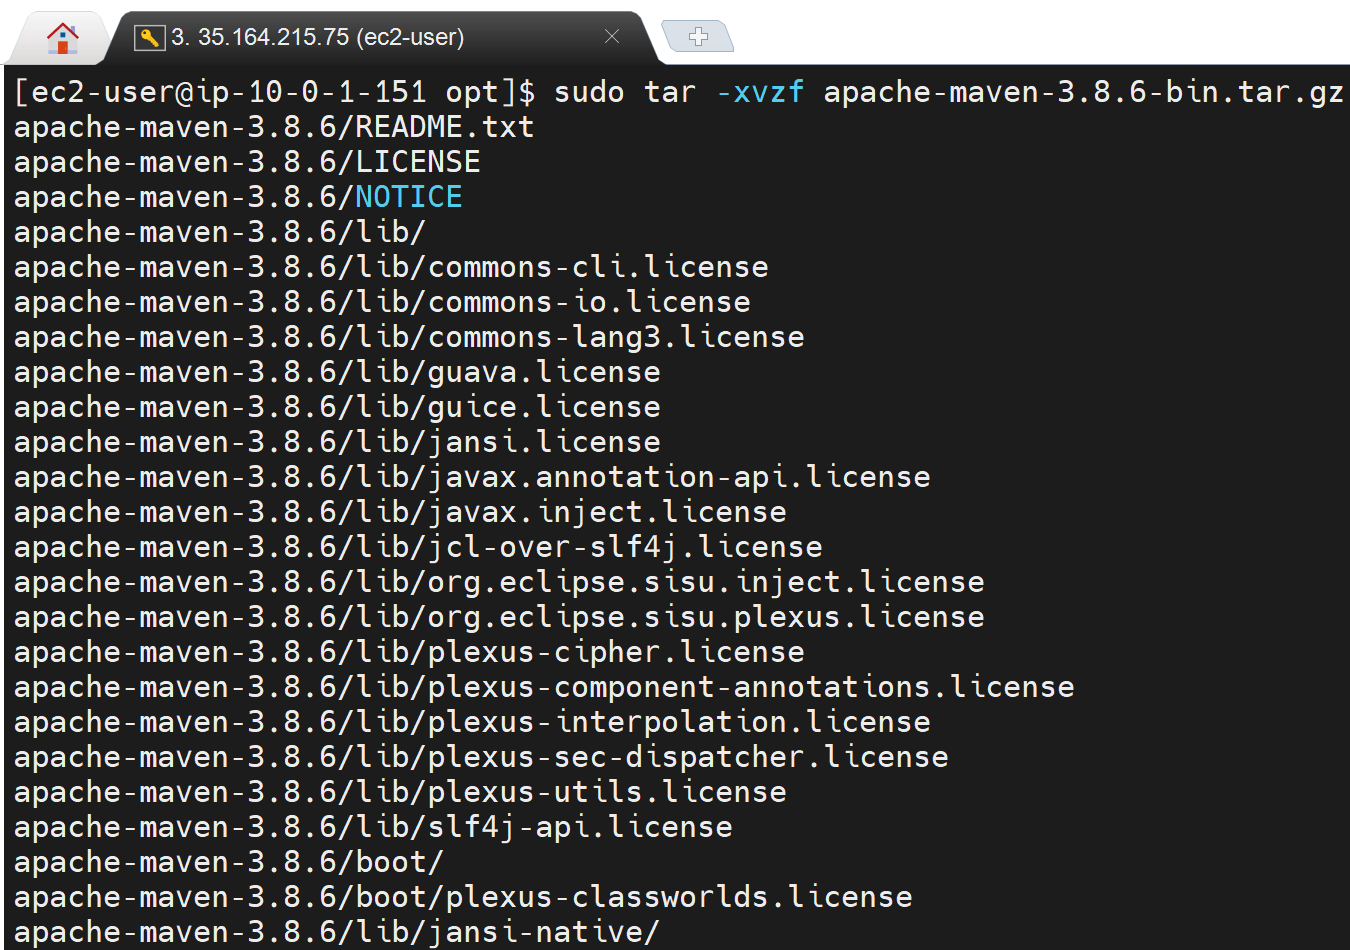 3. 35.164.215.75 (ec2-user)
[ec2-user@ip-10-0-1-151 opt]$ sudo tar -xvzf apache-maven-3.8.6-bin.tar.gz
apache-maven-3.8.6/README.txt
apache-maven-3.8.6/LICENSE
apache-maven-3.8.6/NOTICE
apache-maven-3.8.6/lib/
apache-maven-3.8.6/lib/commons-cli.license
apache-maven-3.8.6/lib/commons-io.license
apache-maven-3.8.6/lib/commons-lang3.license
apache-maven-3.8.6/lib/guava.license
apache-maven-3.8.6/lib/guice.license
apache-maven-3.8.6/lib/jansi.license
apache-maven-3.8.6/lib/javax.annotation-api.license
apache-maven-3.8.6/lib/javax.inject.license
apache-maven-3.8.6/lib/jcl-over-slf4j.license
apache-maven-3.8.6/lib/org.eclipse.sisu.inject.license
apache-maven-3.8.6/lib/org.eclipse.sisu.plexus.license
apache-maven-3.8.6/lib/plexus-cipher.license
apache-maven-3.8.6/lib/plexus-component-annotations.license
apache-maven-3.8.6/lib/plexus-interpolation.license
apache-maven-3.8.6/lib/plexus-sec-dispatcher.license
apache-maven-3.8.6/lib/plexus-utils.license
apache-maven-3.8.6/lib/slf4j-api.license
apache-maven-3.8.6/boot/
apache-maven-3.8.6/boot/plexus-classworlds.license
apache-maven-3.8.6/lib/jansi-native/